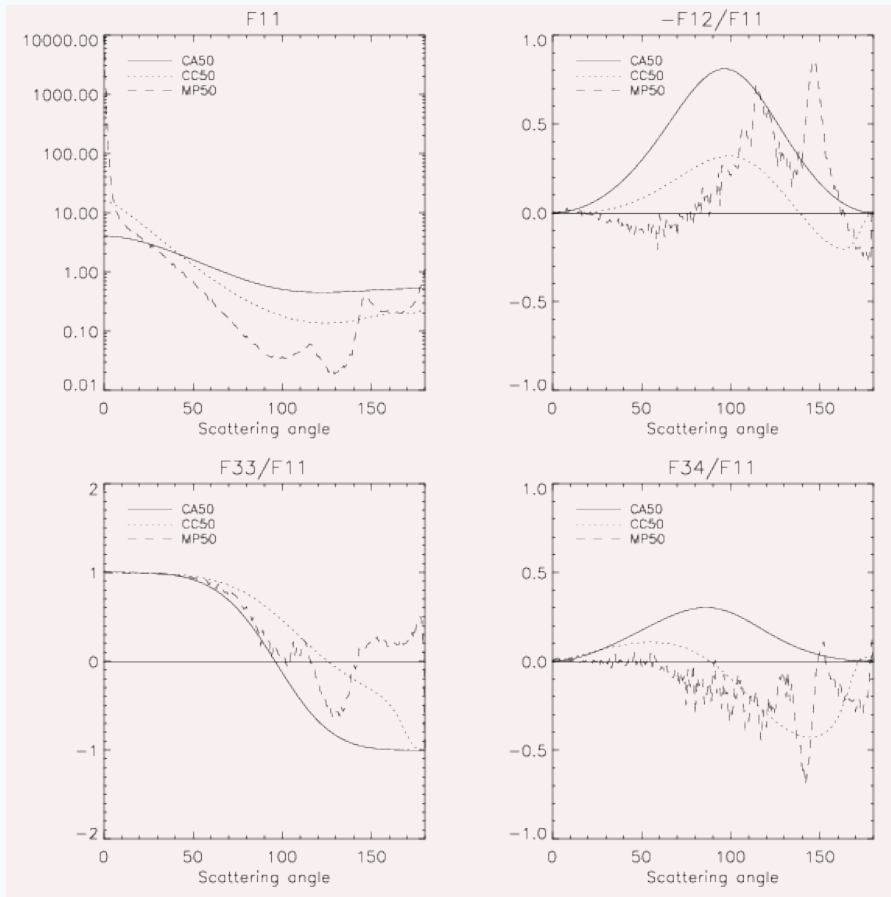 F11
10000.00
1000.00
100.00
10.00
1.00
0.10
0.01
CA50
CC50
MP50
0 50 100 150
Scattering angle
-F12/F11
1.0
0.5
0.0
-0.5
-1.0
CA50
CC50
MP50
0 50 100 150
Scattering angle
F33/F11
2
1
0
-1
-2
CA50
CC50
MP50
0 50 100 150
Scattering angle
F34/F11
1.0
0.5
0.0
-0.5
-1.0
CA50
CC50
MP50
0 50 100 150
Scattering angle